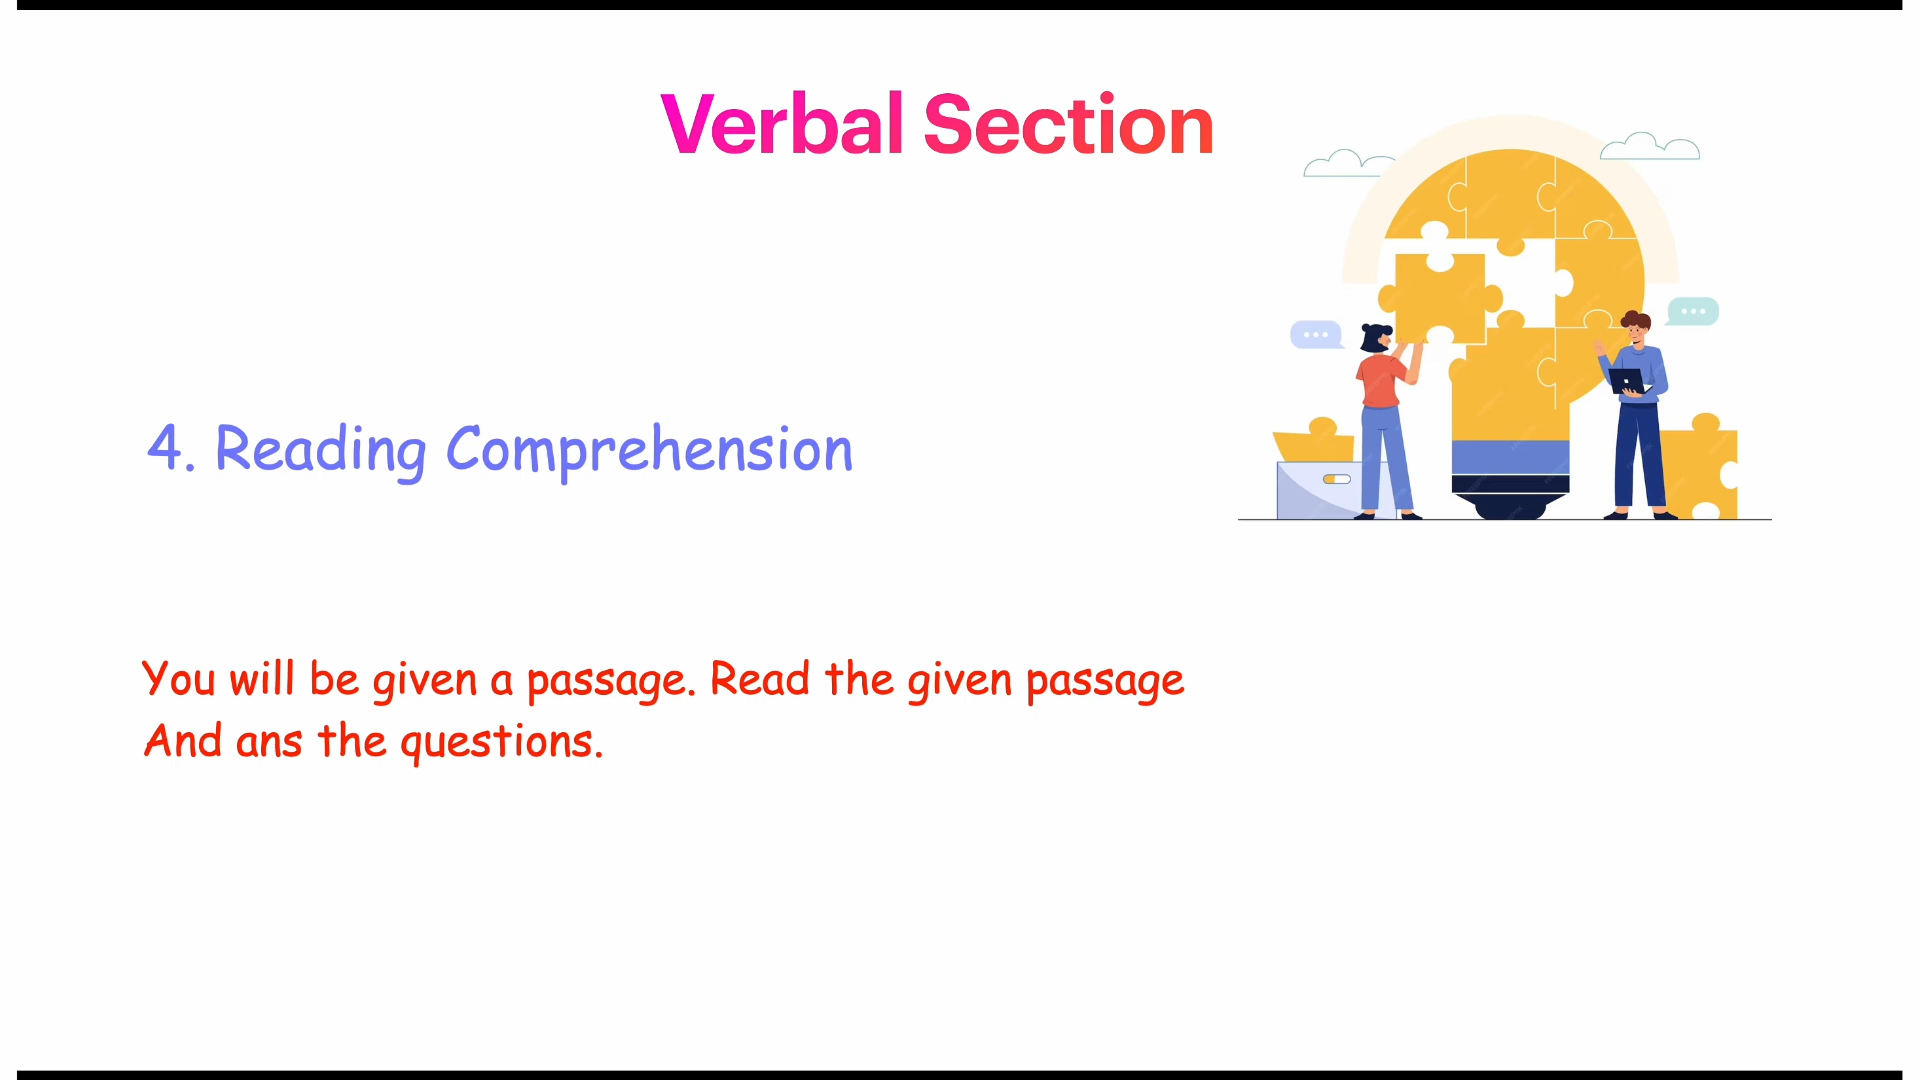 Verbal Section
4. Reading Comprehension
You will be given a passage. Read the given passage
And ans the questions.